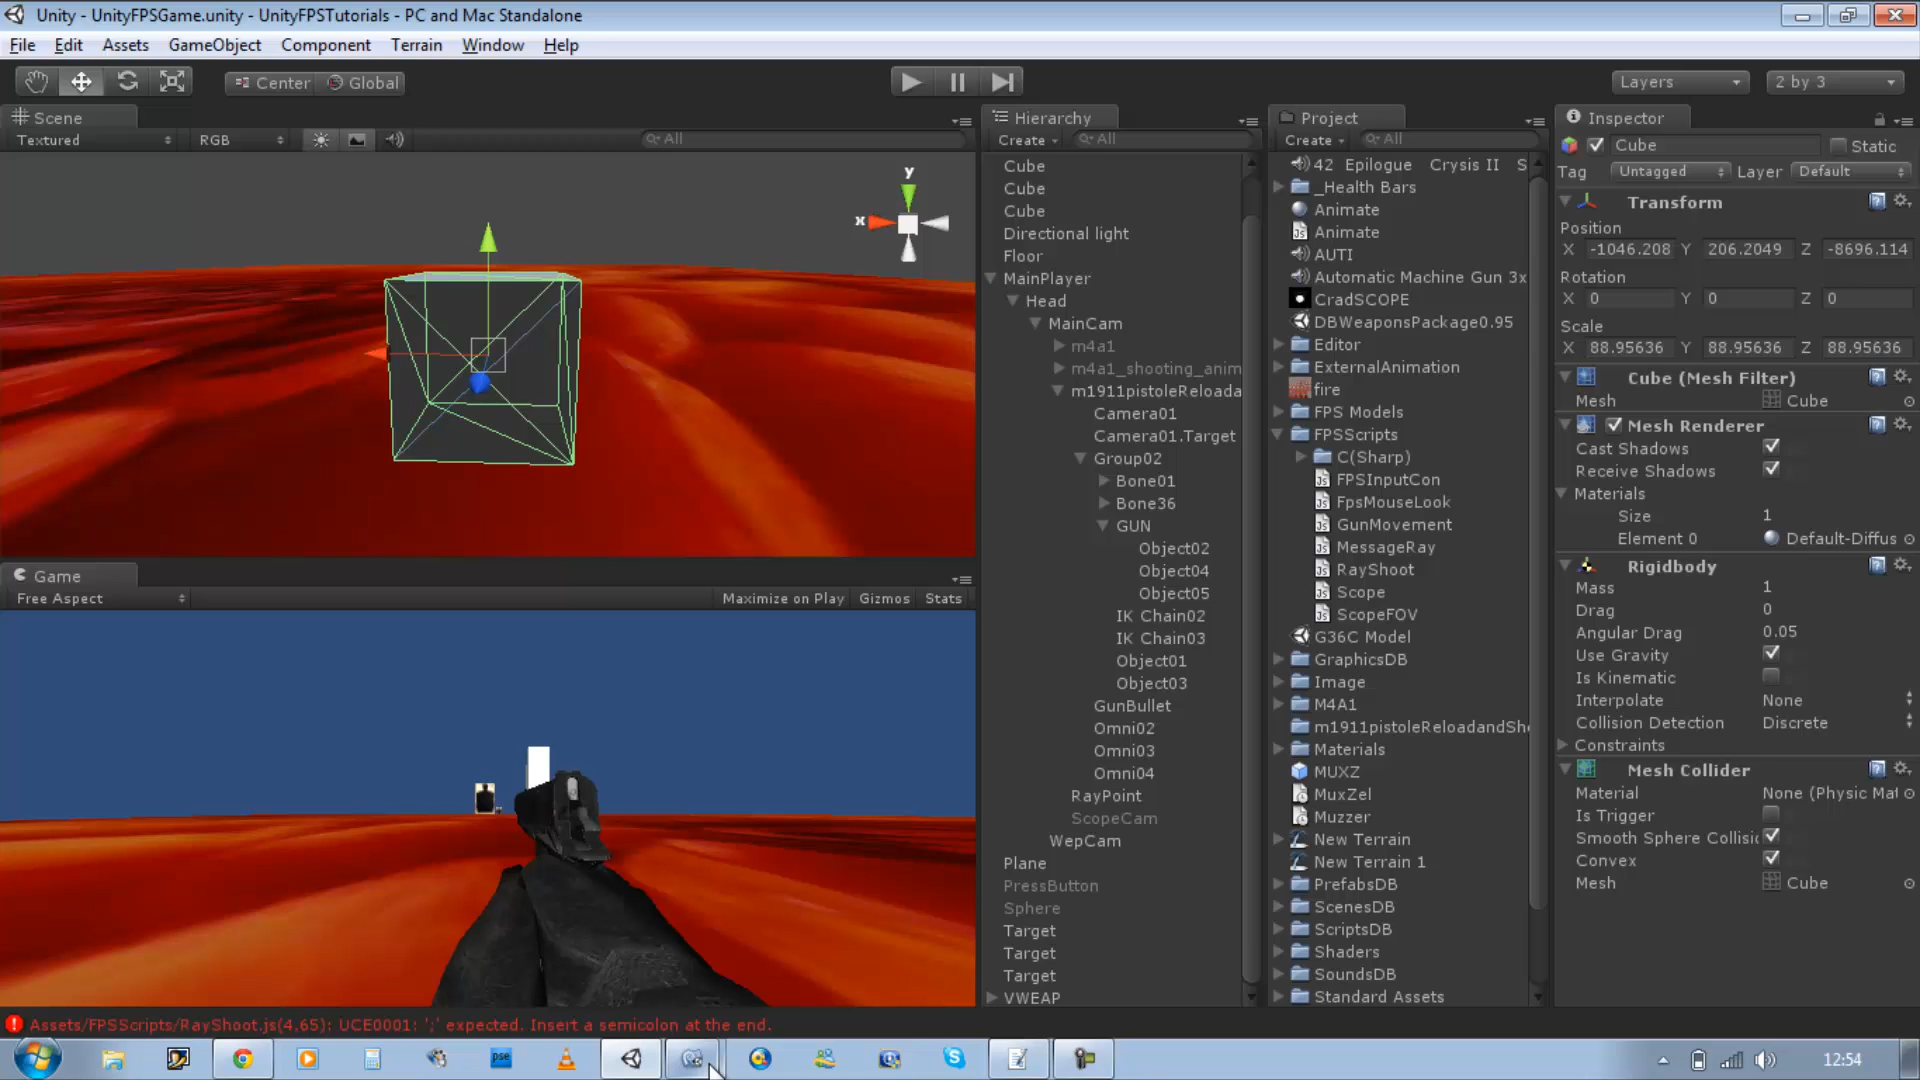 Unity - UnityFPSGame.unity - UnityFPSTutorials - PC and Mac Standalone
File Edit Assets GameObject Component Terrain Window Help
Center Global
Layers 2 by 3
Scene
Textured RGB All
y
x
Game
Free Aspect Maximize on Play Gizmos Stats
Hierarchy
Create All
Cube
Cube
Cube
Directional light
Floor
MainPlayer
Head
MainCam
m4a1
m4a1_shooting_anim
m1911pistoleReloada
Camera01
Camera01.Target
Group02
Bone01
Bone36
GUN
Object02
Object04
Object05
IK Chain02
IK Chain03
Object01
Object03
GunBullet
Omni02
Omni03
Omni04
RayPoint
ScopeCam
WepCam
Plane
PressButton
Sphere
Target
Target
Target
VWEAP
Project
Create All
42 Epilogue Crysis II S
_Health Bars
Animate
Animate
AUTI
Automatic Machine Gun 3x
CradSCOPE
DBWeaponsPackage0.95
Editor
ExternalAnimation
fire
FPS Models
FPSScripts
C(Sharp)
FPSInputCon
FpsMouseLook
GunMovement
MessageRay
RayShoot
Scope
ScopeFOV
G36C Model
GraphicsDB
Image
M4A1
m1911pistoleReloadandSh
Materials
MUXZ
MuxZel
Muzzer
New Terrain
New Terrain 1
PrefabsDB
ScenesDB
ScriptsDB
Shaders
SoundsDB
Standard Assets
Inspector
Cube Static
Tag Untagged Layer Default
Transform
Position
X -1046.208 Y 206.2049 Z -8696.114
Rotation
X 0 Y 0 Z 0
Scale
X 88.95636 Y 88.95636 Z 88.95636
Cube (Mesh Filter)
Mesh Cube
Mesh Renderer
Cast Shadows
Receive Shadows
Materials
Size 1
Element 0 Default-Diffus
Rigidbody
Mass 1
Drag 0
Angular Drag 0.05
Use Gravity
Is Kinematic
Interpolate None
Collision Detection Discrete
Constraints
Mesh Collider
Material None (Physic Mat
Is Trigger
Smooth Sphere Collisi
Convex
Mesh Cube
Assets/FPSScripts/RayShoot.js(4,65): UCE0001: ';' expected. Insert a semicolon at the end.
pse
12:54